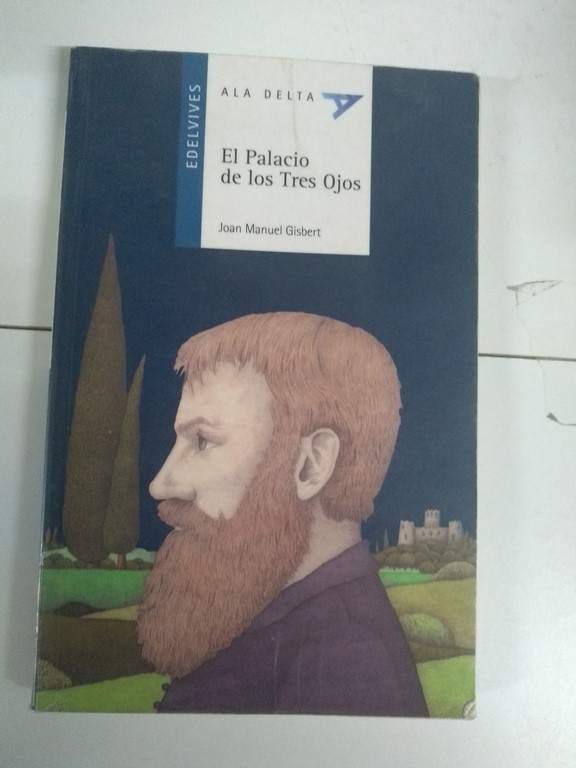 EDELVIVES
ALA DELTA
El Palacio
de los Tres Ojos
Joan Manuel Gisbert